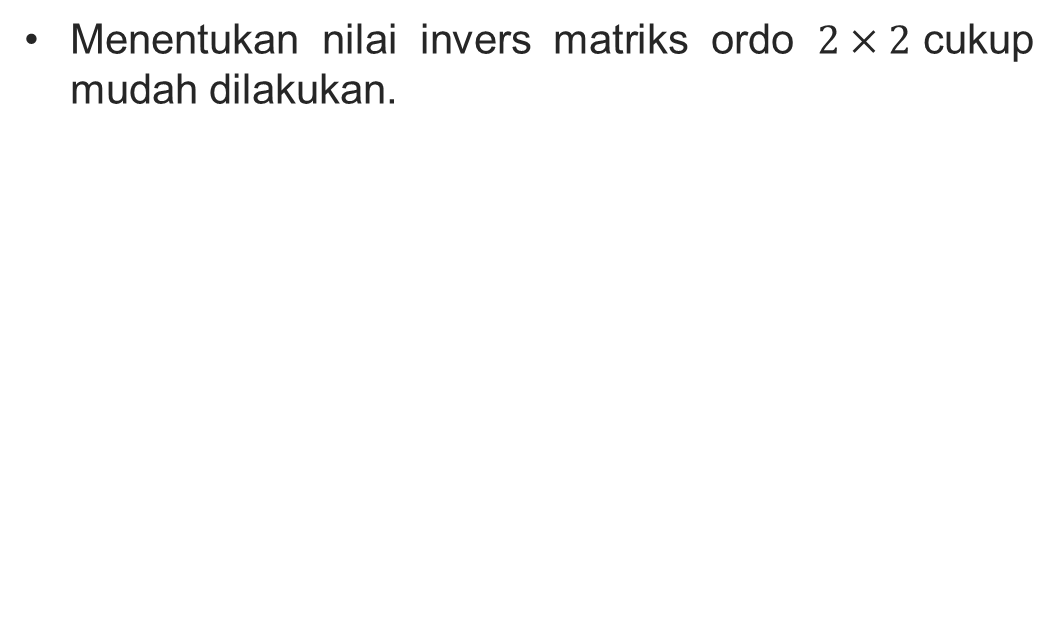 • Menentukan nilai invers matriks ordo 2 × 2 cukup
mudah dilakukan.